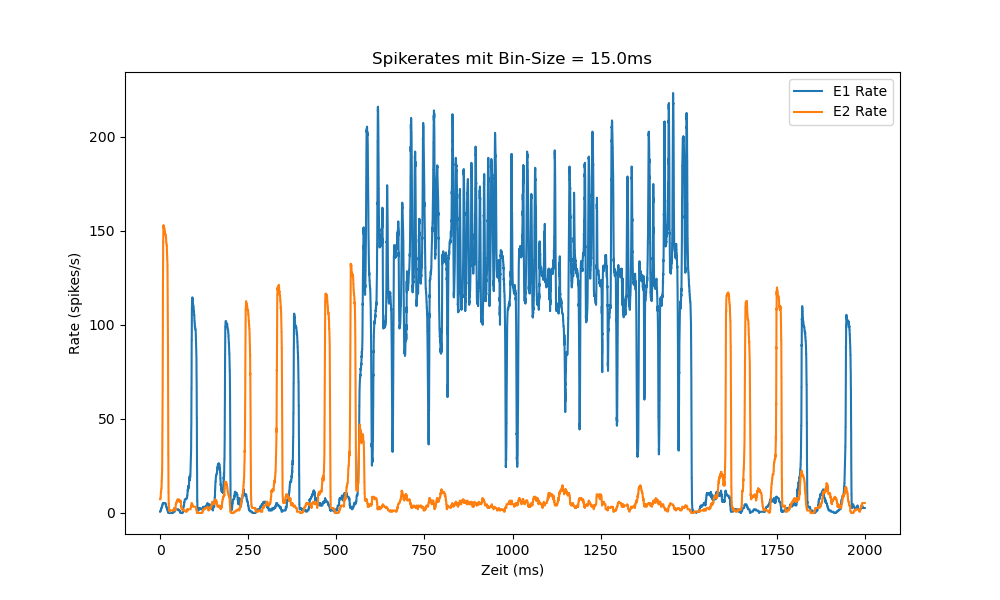 Spikerates mit Bin-Size = 15.0ms
E1 Rate
E2 Rate
Rate (spikes/s)
200
150
100
50
0
0 250 500 750 1000 1250 1500 1750 2000
Zeit (ms)